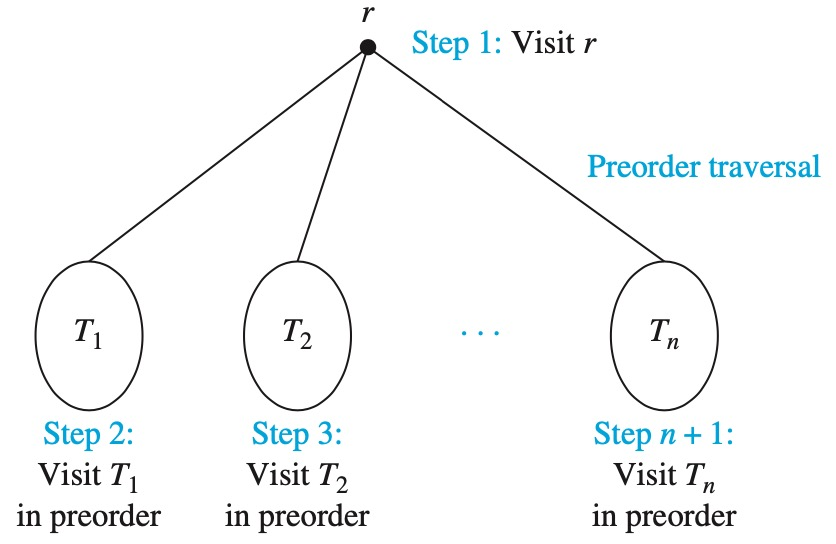 r
Step 1: Visit r
Preorder traversal
T₁
T₂
. . .
Tₙ
Step 2:
Visit T₁
in preorder
Step 3:
Visit T₂
in preorder
Step n + 1:
Visit Tₙ
in preorder